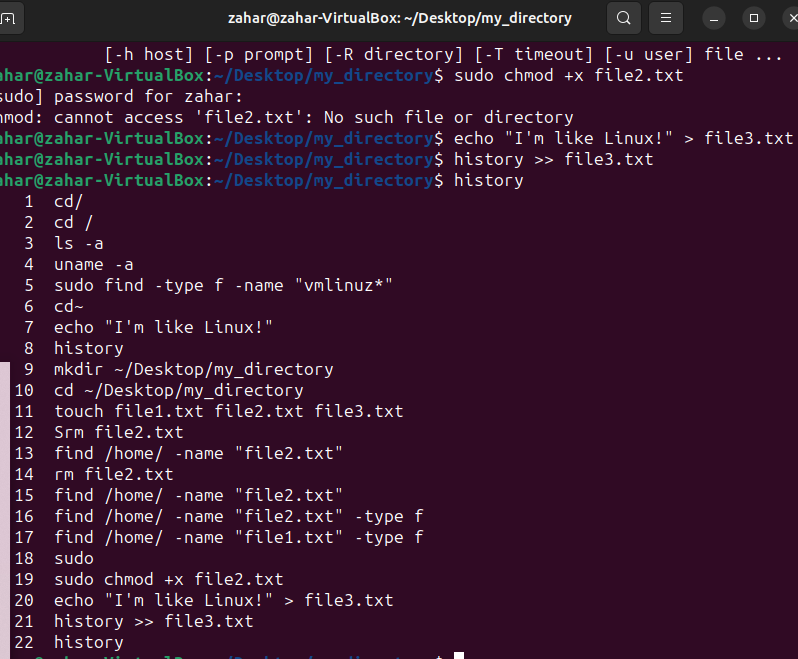 zahar@zahar-VirtualBox: ~/Desktop/my_directory
[-h host] [-p prompt] [-R directory] [-T timeout] [-u user] file ...
ahar@zahar-VirtualBox:~/Desktop/my_directory$ sudo chmod +x file2.txt
sudo] password for zahar:
hmod: cannot access 'file2.txt': No such file or directory
ahar@zahar-VirtualBox:~/Desktop/my_directory$ echo "I'm like Linux!" > file3.txt
ahar@zahar-VirtualBox:~/Desktop/my_directory$ history >> file3.txt
ahar@zahar-VirtualBox:~/Desktop/my_directory$ history
1 cd/
2 cd /
3 ls -a
4 uname -a
5 sudo find -type f -name "vmlinuz*"
6 cd~
7 echo "I'm like Linux!"
8 history
9 mkdir ~/Desktop/my_directory
10 cd ~/Desktop/my_directory
11 touch file1.txt file2.txt file3.txt
12 Srm file2.txt
13 find /home/ -name "file2.txt"
14 rm file2.txt
15 find /home/ -name "file2.txt"
16 find /home/ -name "file2.txt" -type f
17 find /home/ -name "file1.txt" -type f
18 sudo
19 sudo chmod +x file2.txt
20 echo "I'm like Linux!" > file3.txt
21 history >> file3.txt
22 history